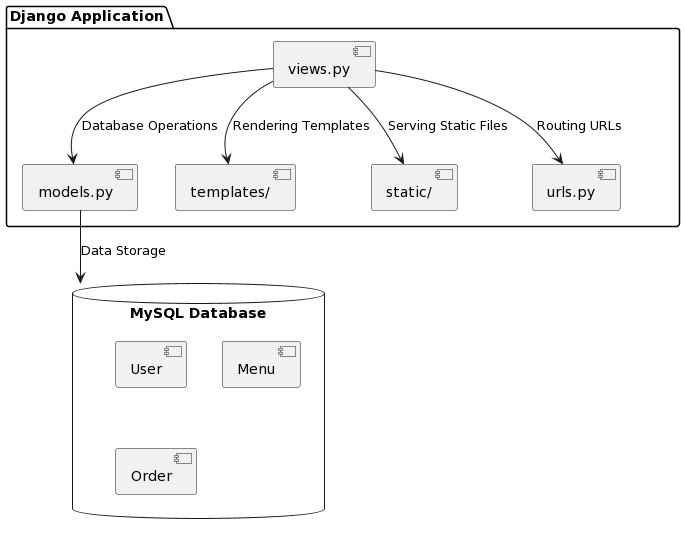 Django Application
views.py
Database Operations
Rendering Templates
Serving Static Files
Routing URLs
models.py
templates/
static/
urls.py
Data Storage
MySQL Database
User
Menu
Order